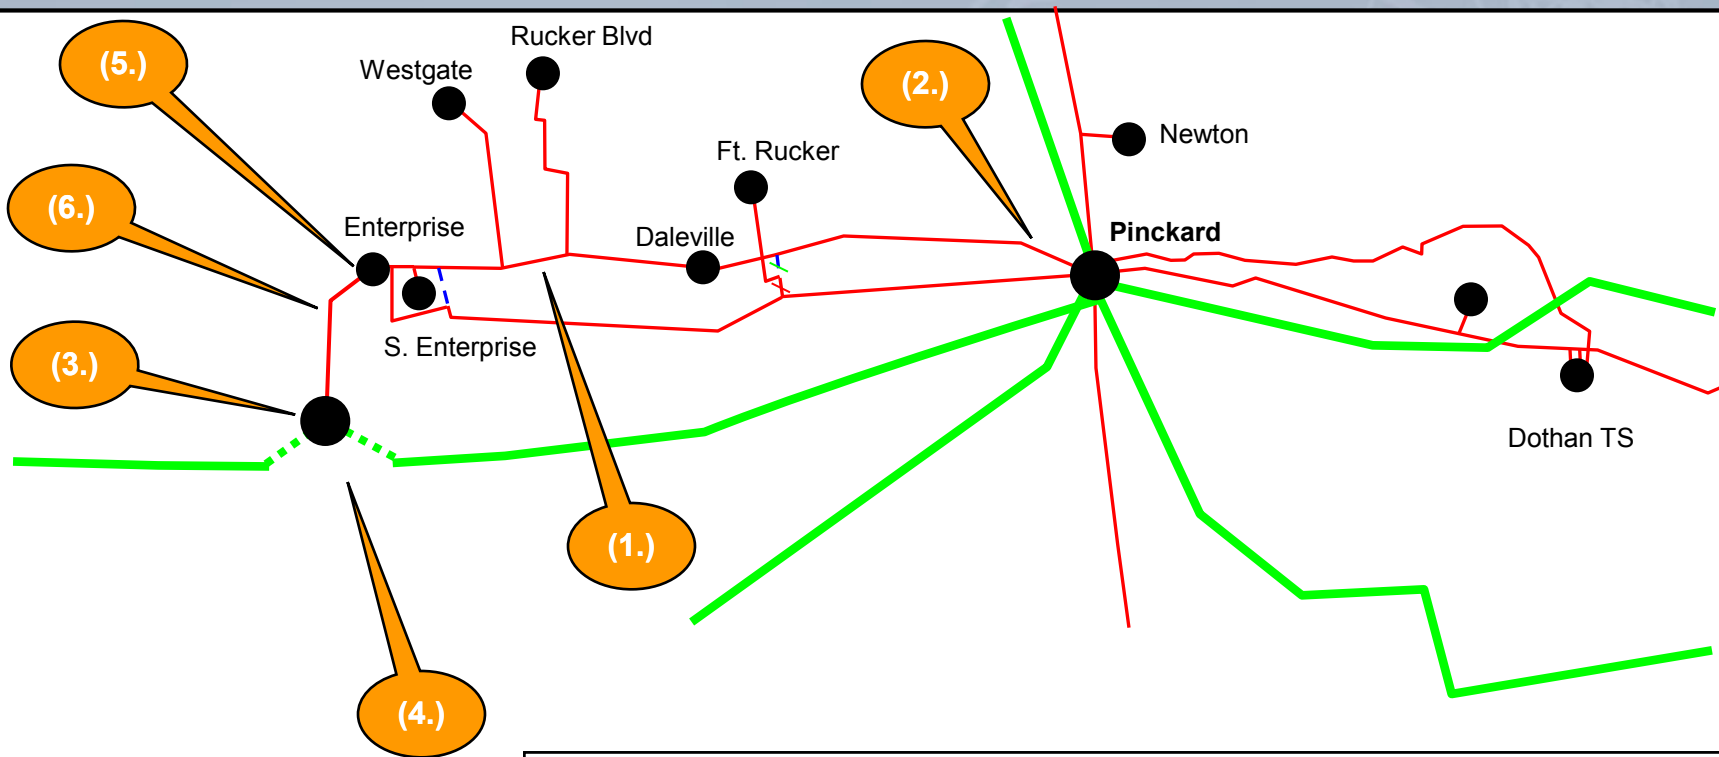 Rucker Blvd
(5.)
Westgate
(2.)
Newton
Ft. Rucker
(6.)
Enterprise
Daleville
Pinckard
S. Enterprise
(3.)
Dothan TS
(1.)
(4.)